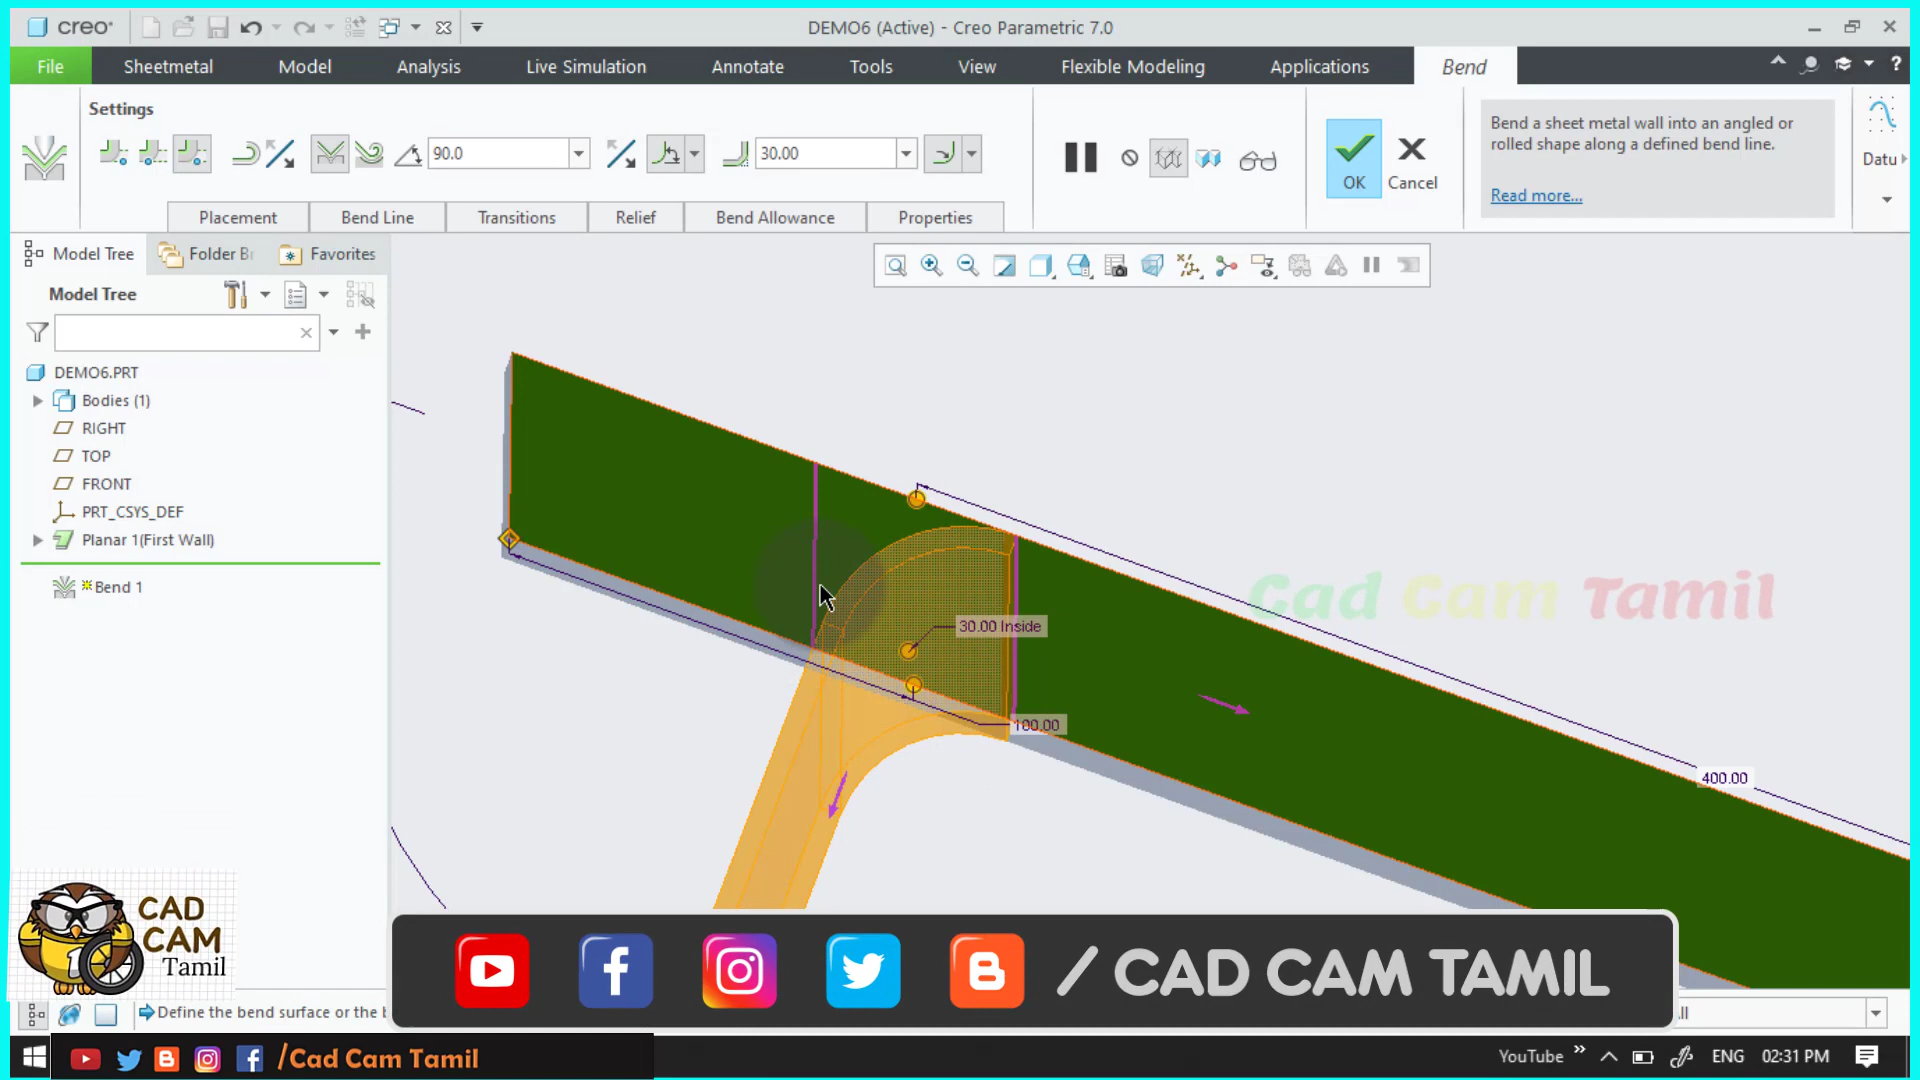 creo
DEMO6 (Active) - Creo Parametric 7.0
File
Sheetmetal
Model
Analysis
Live Simulation
Annotate
Tools
View
Flexible Modeling
Applications
Bend
Settings
90.0
30.00
OK
Cancel
Bend a sheet metal wall into an angled or
rolled shape along a defined bend line.
Read more...
Datu
Placement
Bend Line
Transitions
Relief
Bend Allowance
Properties
Model Tree
Folder Br
Favorites
Model Tree
DEMO6.PRT
Bodies (1)
RIGHT
TOP
FRONT
PRT_CSYS_DEF
Planar 1(First Wall)
Bend 1
30.00 Inside
100.00
400.00
Cad Cam Tamil
CAD
CAM
Tamil
/ CAD CAM TAMIL
Define the bend surface or the b
/Cad Cam Tamil
YouTube
ENG
02:31 PM